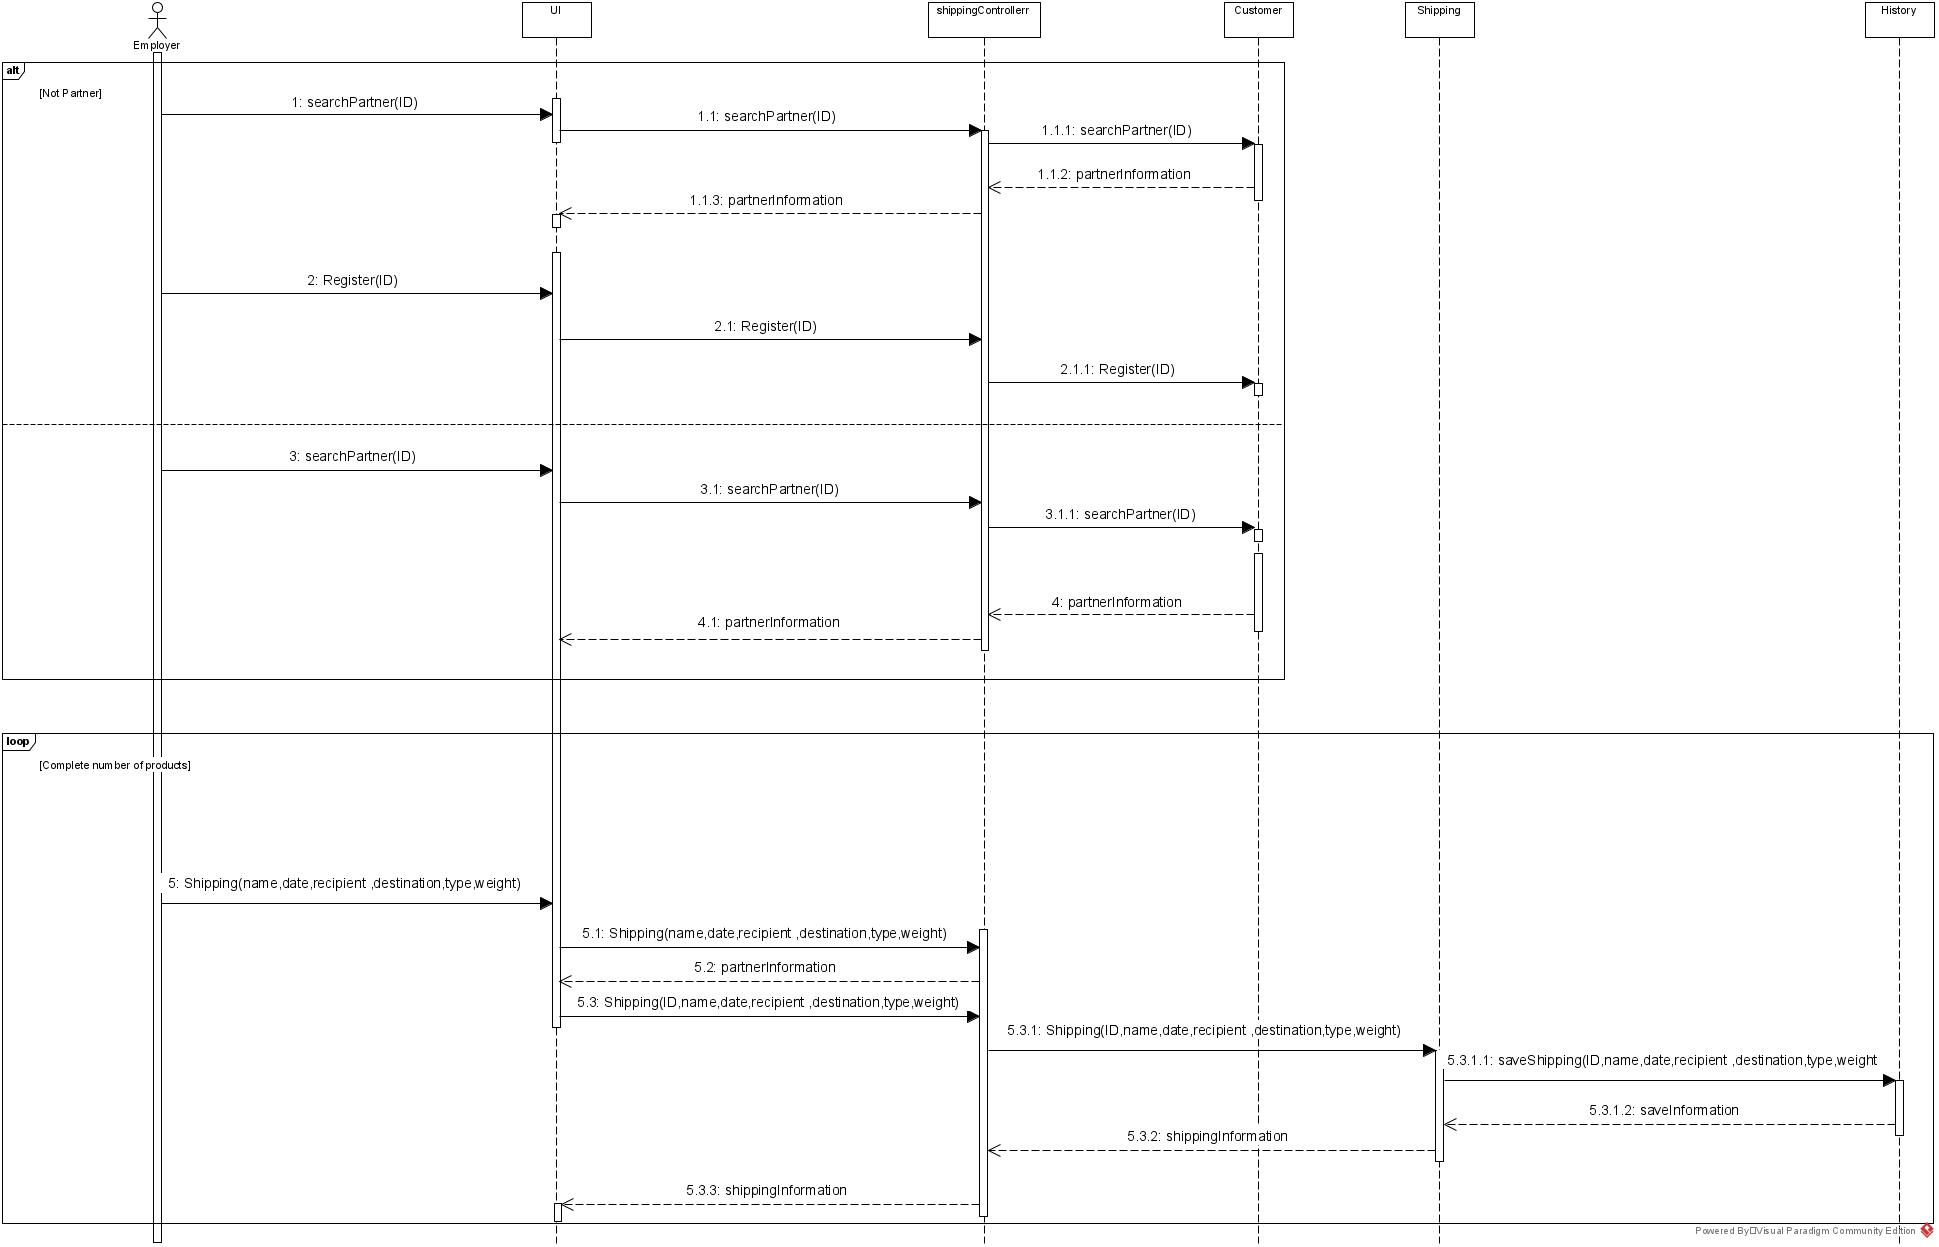 Employer
UI
shippingControllerr
Customer
Shipping
History
alt
[Not Partner]
1: searchPartner(ID)
1.1: searchPartner(ID)
1.1.1: searchPartner(ID)
1.1.2: partnerInformation
1.1.3: partnerInformation
2: Register(ID)
2.1: Register(ID)
2.1.1: Register(ID)
3: searchPartner(ID)
3.1: searchPartner(ID)
3.1.1: searchPartner(ID)
4: partnerInformation
4.1: partnerInformation
loop
[Complete number of products]
5: Shipping(name,date,recipient ,destination,type,weight)
5.1: Shipping(name,date,recipient ,destination,type,weight)
5.2: partnerInformation
5.3: Shipping(ID,name,date,recipient ,destination,type,weight)
5.3.1: Shipping(ID,name,date,recipient ,destination,type,weight)
5.3.1.1: saveShipping(ID,name,date,recipient ,destination,type,weight
5.3.1.2: saveInformation
5.3.2: shippingInformation
5.3.3: shippingInformation
Powered By Visual Paradigm Community Edition